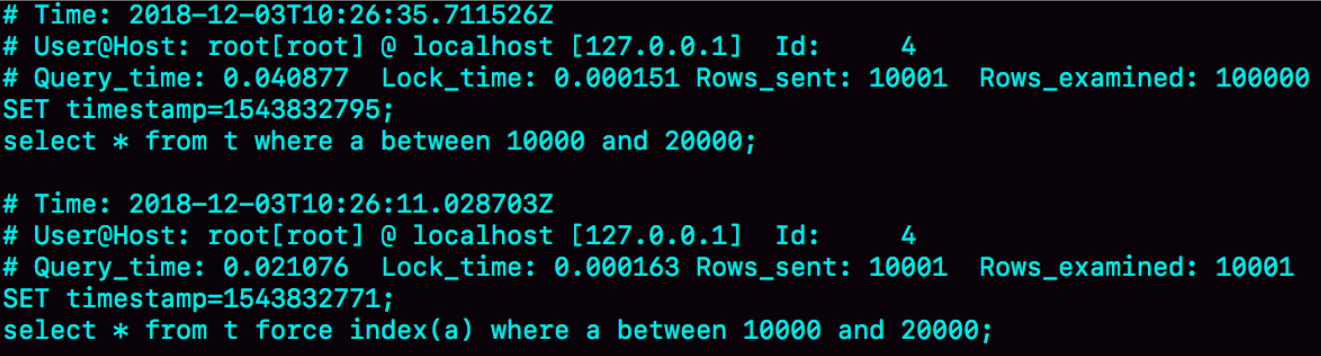 # Time: 2018-12-03T10:26:35.711526Z
# User@Host: root[root] @ localhost [127.0.0.1]  Id:     4
# Query_time: 0.040877  Lock_time: 0.000151 Rows_sent: 10001  Rows_examined: 100000
SET timestamp=1543832795;
select * from t where a between 10000 and 20000;
# Time: 2018-12-03T10:26:11.028703Z
# User@Host: root[root] @ localhost [127.0.0.1]  Id:     4
# Query_time: 0.021076  Lock_time: 0.000163 Rows_sent: 10001  Rows_examined: 10001
SET timestamp=1543832771;
select * from t force index(a) where a between 10000 and 20000;